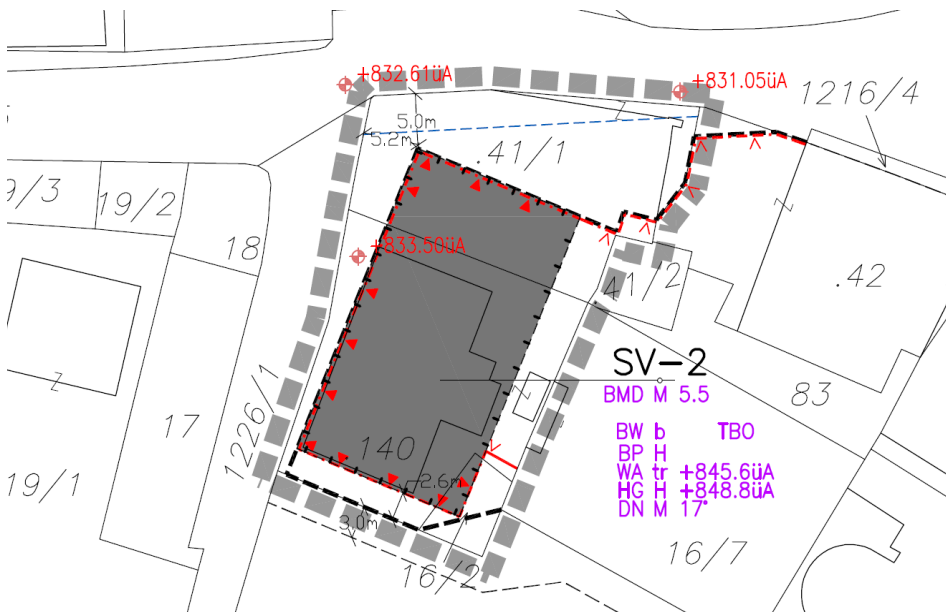 +832.61üA
+831.05üA
1216/4
5.0m
5.2m
.41/1
9/3
19/2
18
+833.50üA
41/2
.42
z
SV-2
BMD M 5.5
BW b TBO
BP H
WA tr +845.6üA
HG H +848.8üA
DN M 17°
z
83
z
17
1226/1
140
19/1
2.6m
3.0m
16/7
16/2